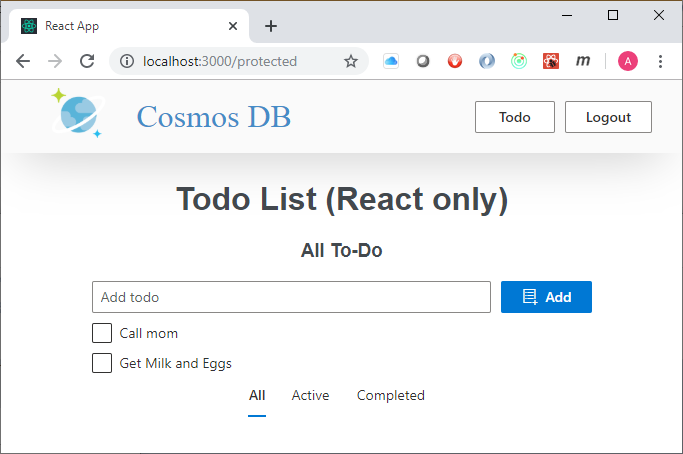 React App
localhost:3000/protected
m
A
Cosmos DB
Todo
Logout
Todo List (React only)
All To-Do
Add todo
Add
Call mom
Get Milk and Eggs
All Active Completed